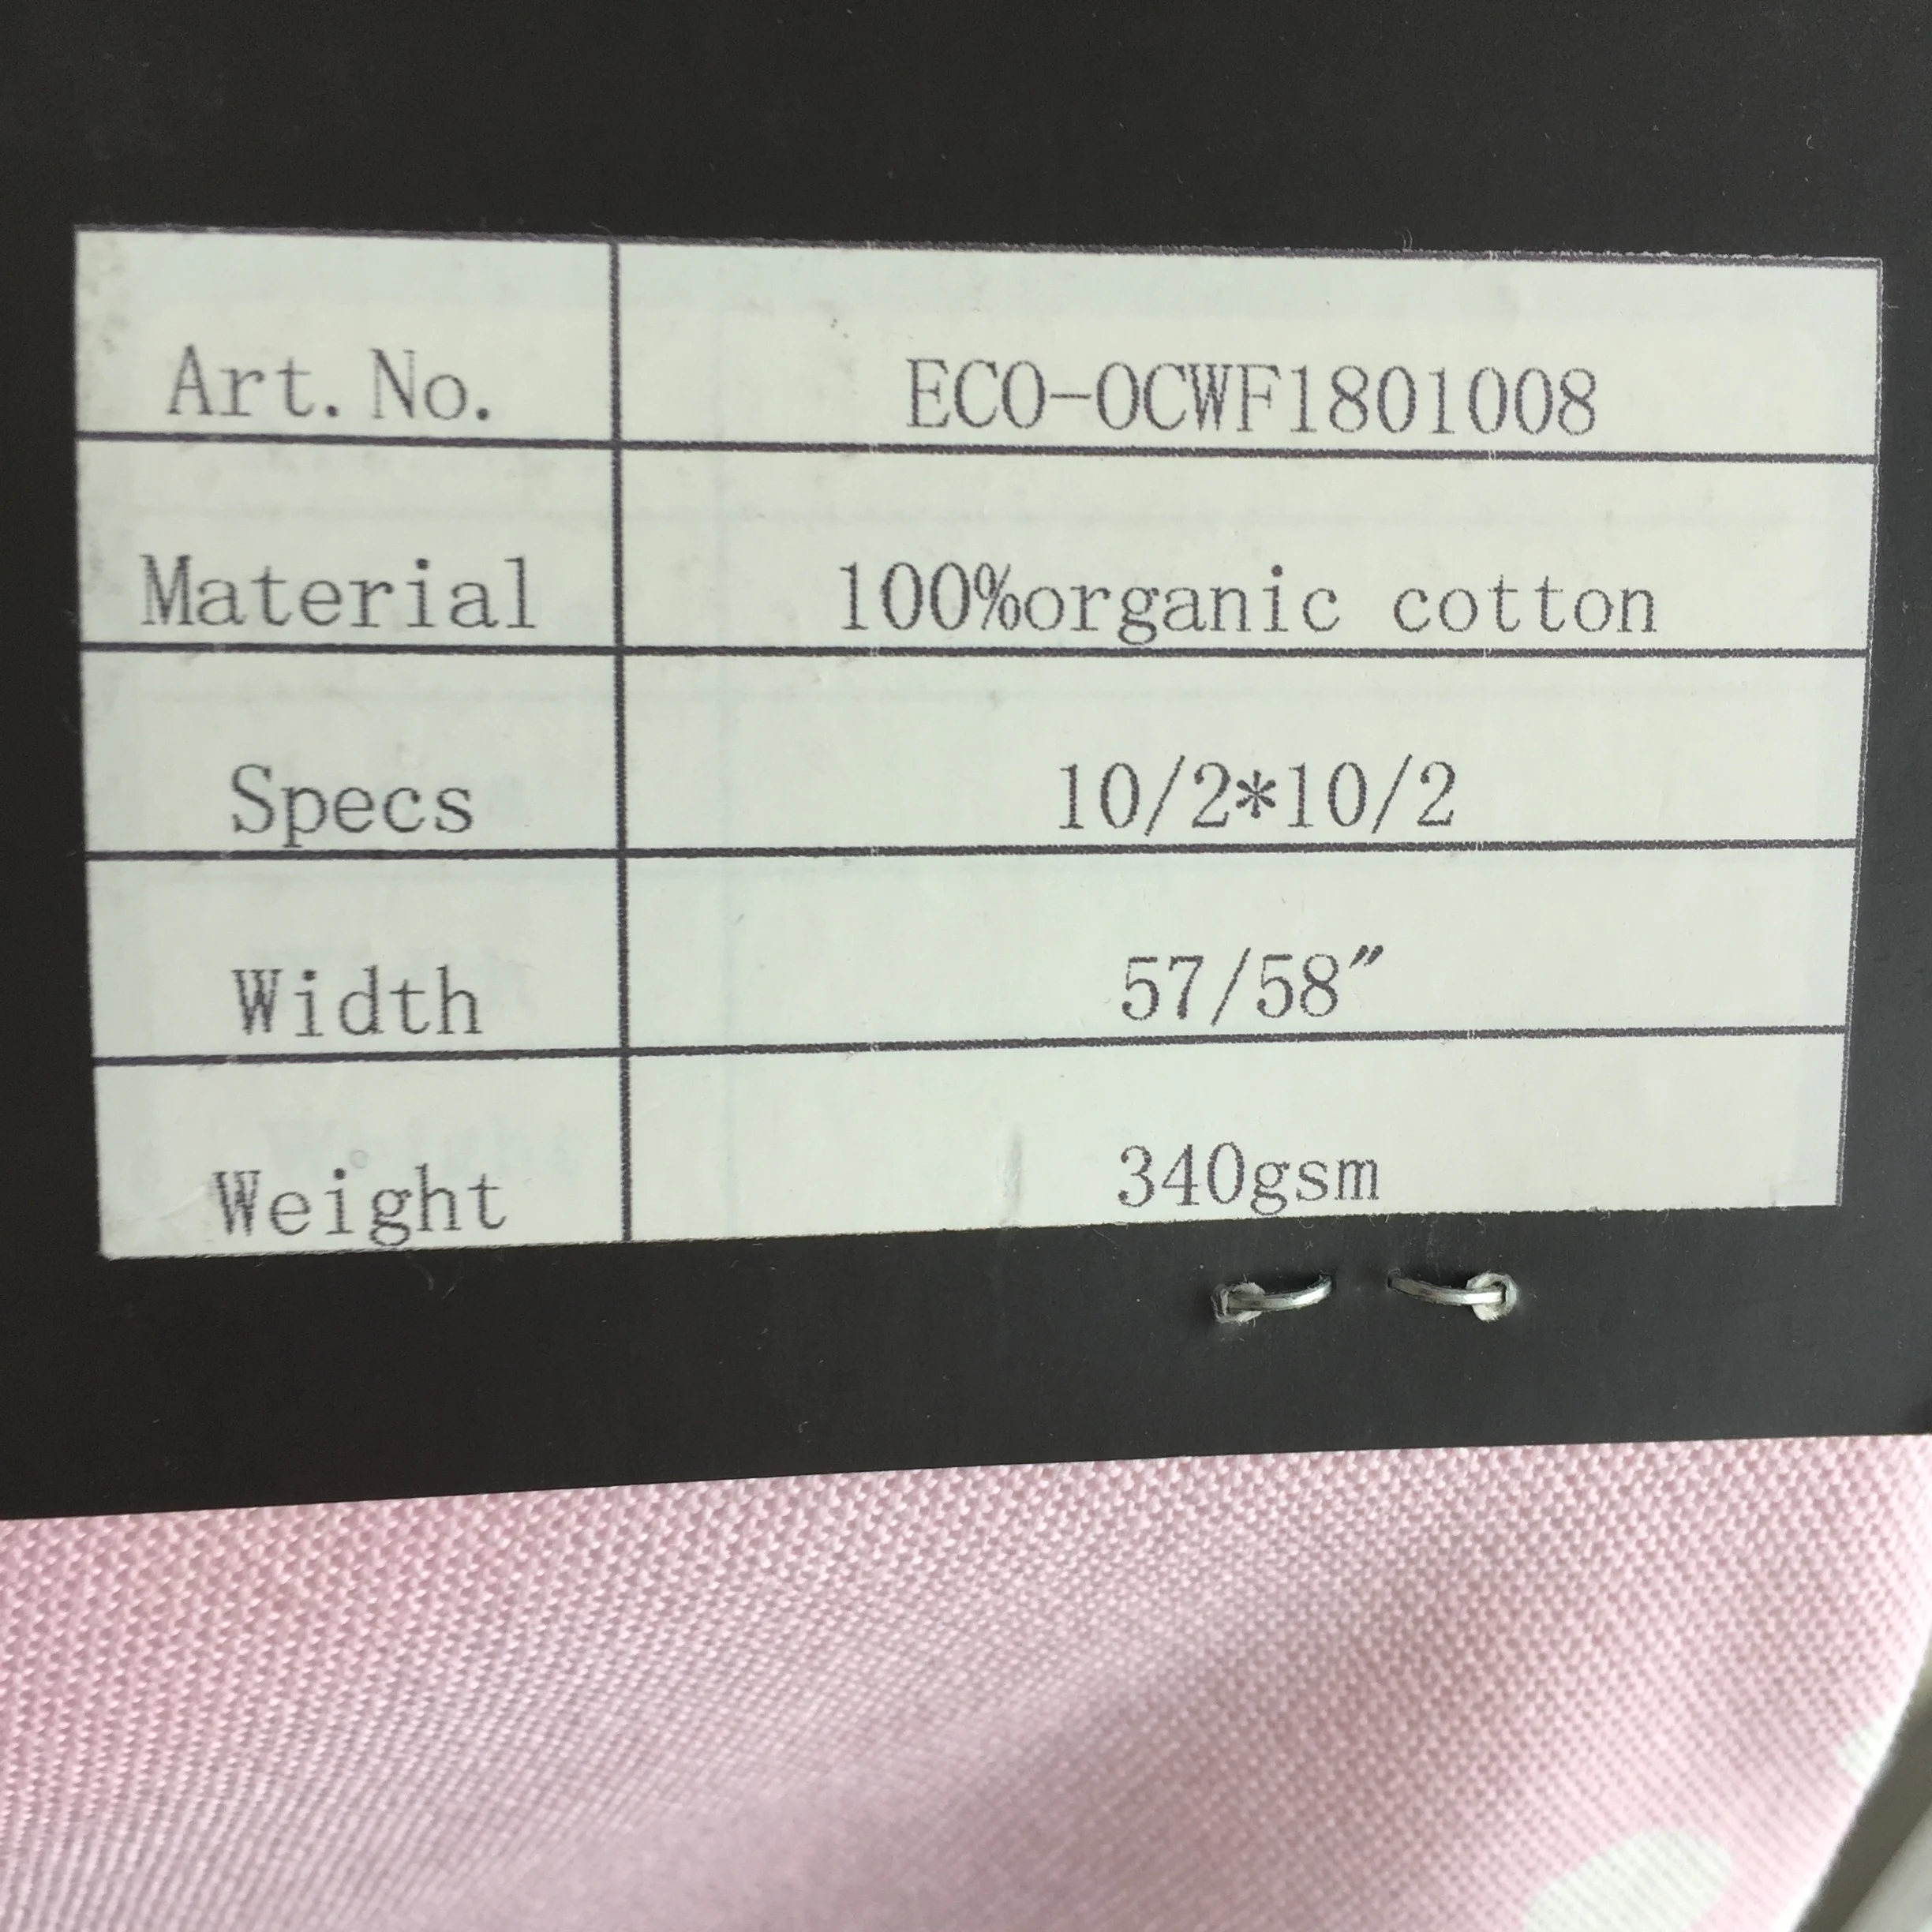 Art.No. ECO-OCWF1801008
Material 100%organic cotton
Specs 10/2*10/2
Width 57/58"
Weight 340gsm